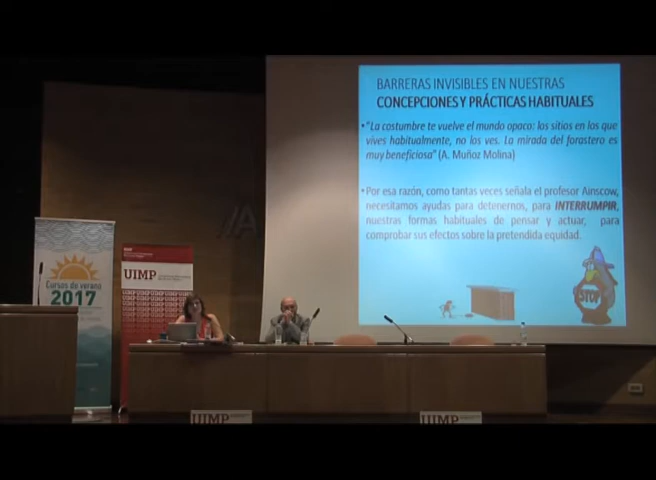 BARRERAS INVISIBLES EN NUESTRAS
CONCEPCIONES Y PRÁCTICAS HABITUALES
• "La costumbre te vuelve el mundo opaco: los sitios en los que
vives habitualmente, no los ves. La mirada del forastero es
muy beneficiosa" (A. Muñoz Molina)
• Por esa razón, como tantas veces señala el profesor Ainscow,
necesitamos ayudas para detenernos, para INTERRUMPIR,
nuestras formas habituales de pensar y actuar, para
comprobar sus efectos sobre la pretendida equidad.
STOP
Cursos de verano
2017
UIMP
UIMP
UIMP